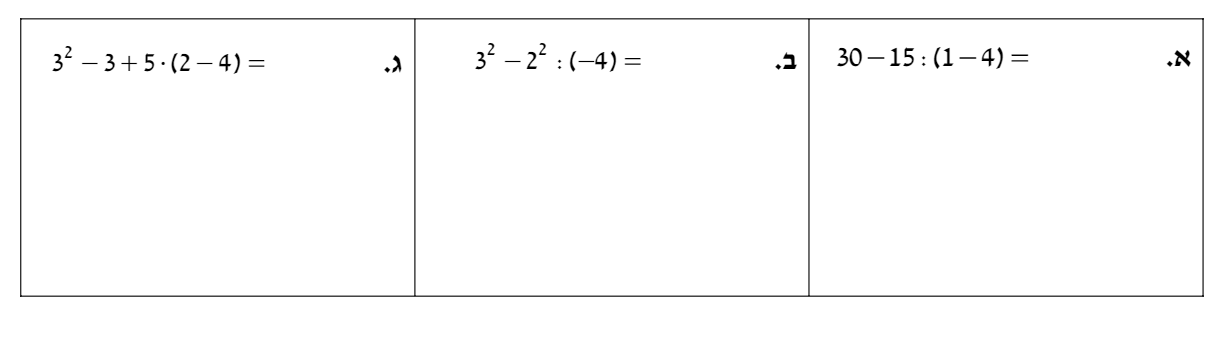 א. 30 − 15 : (1 − 4) =
ב. 3² − 2² : (−4) =
ג. 3² − 3 + 5 · (2 − 4) =